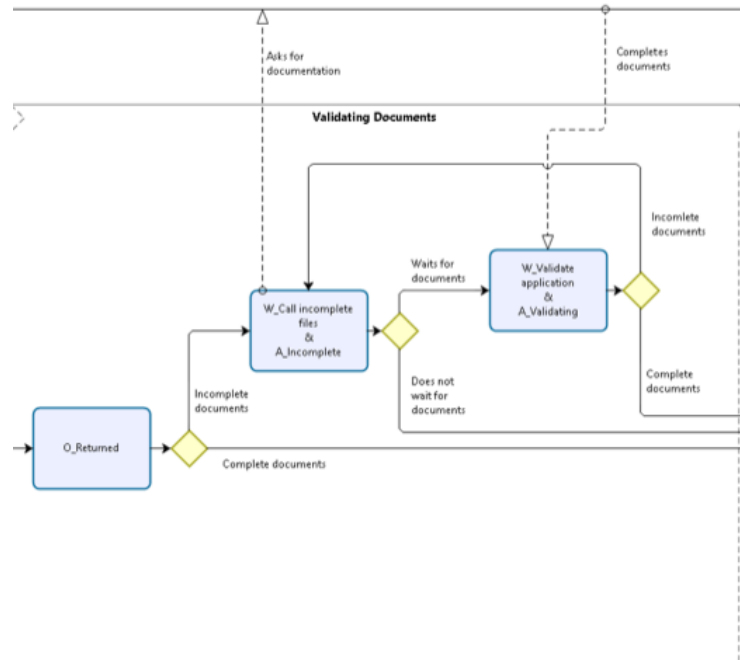 Asks for
documentation
Completes
documents
Validating Documents
Incomlete
documents
Waits for
documents
W_Validate
application
&
A_Validating
W_Call incomplete
files
&
A_Incomplete
Does not
wait for
documents
Complete
documents
Incomplete
documents
O_Returned
Complete documents